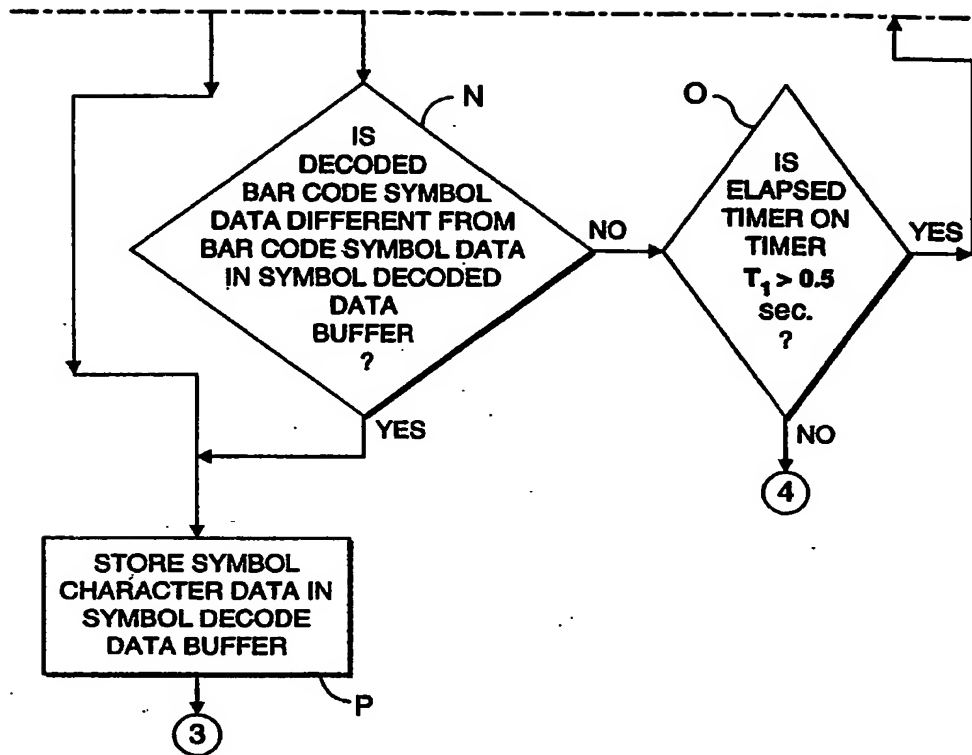 N
IS
DECODED
BAR CODE SYMBOL
DATA DIFFERENT FROM
BAR CODE SYMBOL DATA
IN SYMBOL DECODED
DATA
BUFFER
?
NO
YES
O
IS
ELAPSED
TIMER ON
TIMER
T₁ > 0.5
sec.
?
YES
NO
4
STORE SYMBOL
CHARACTER DATA IN
SYMBOL DECODE
DATA BUFFER
P
3